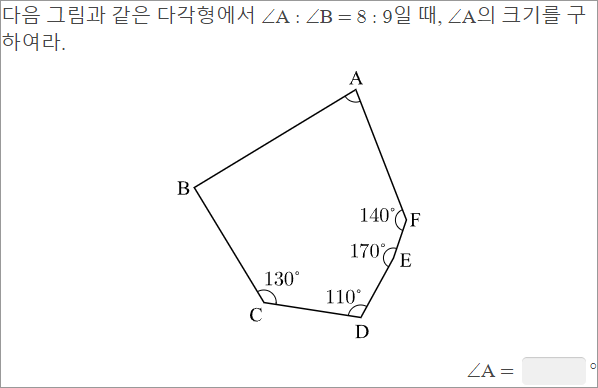 다음 그림과 같은 다각형에서 ∠A : ∠B = 8 : 9일 때, ∠A의 크기를 구
하여라.
A
B
140° F
170° E
130°
110°
C
D
∠A = °